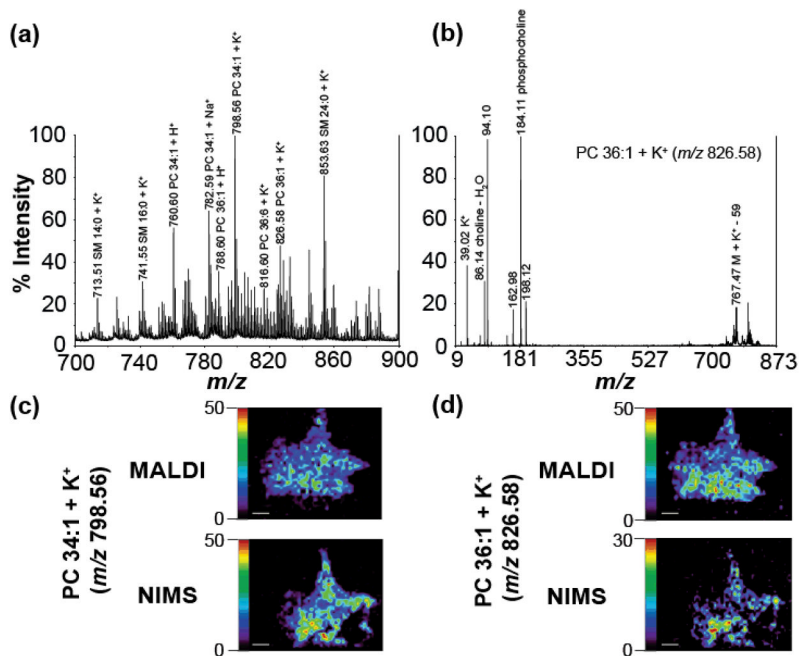 (a)
% Intensity
100
80
60
40
20
0
713.51 SM 14:0 + K⁺
741.55 SM 16:0 + K⁺
760.60 PC 34:1 + H⁺
782.59 PC 34:1 + Na⁺
788.60 PC 36:1 + H⁺
798.56 PC 34:1 + K⁺
816.60 PC 36:6 + K⁺
826.58 PC 36:1 + K⁺
853.63 SM 24:0 + K⁺
700 740 780 820 860 900
m/z
(b)
100
80
60
40
20
0
39.02 K⁺
86.14 choline - H₂O
94.10
162.98
184.11 phosphocholine
198.12
PC 36:1 + K⁺ (m/z 826.58)
767.47 M + K⁺ - 59
9 181 355 527 700 873
m/z
(c)
PC 34:1 + K⁺
(m/z 798.56)
50
MALDI
0
50
NIMS
0
(d)
PC 36:1 + K⁺
(m/z 826.58)
50
MALDI
0
30
NIMS
0